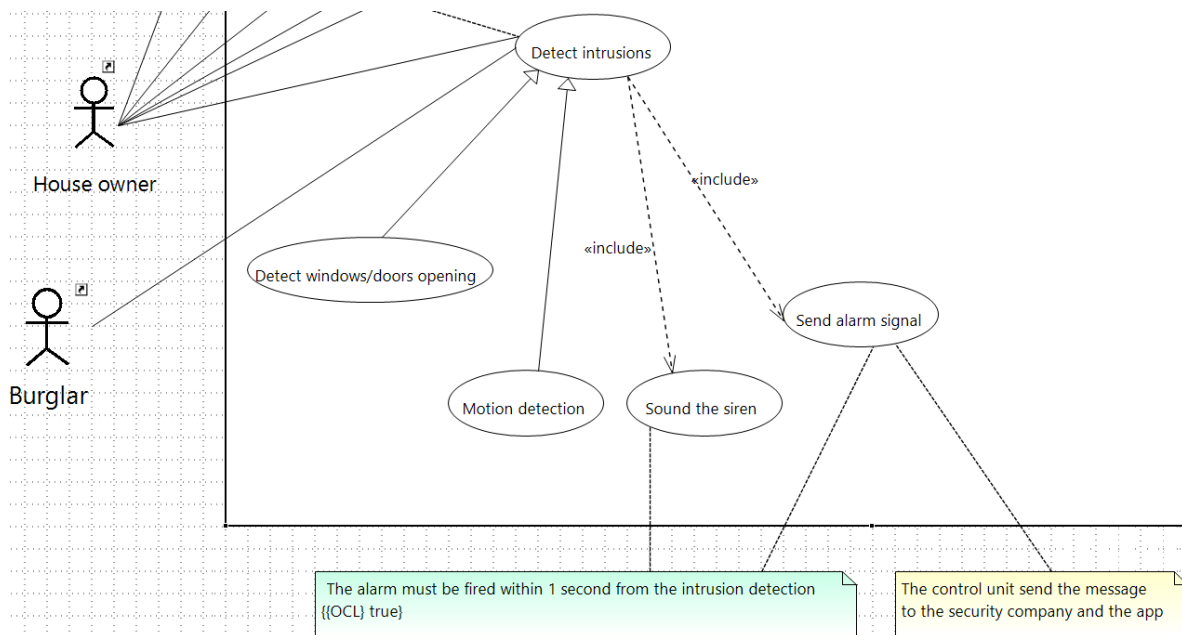 Detect intrusions
House owner
«include»
«include»
Detect windows/doors opening
Send alarm signal
Burglar
Motion detection
Sound the siren
The alarm must be fired within 1 second from the intrusion detection
{{OCL} true}
The control unit send the message
to the security company and the app